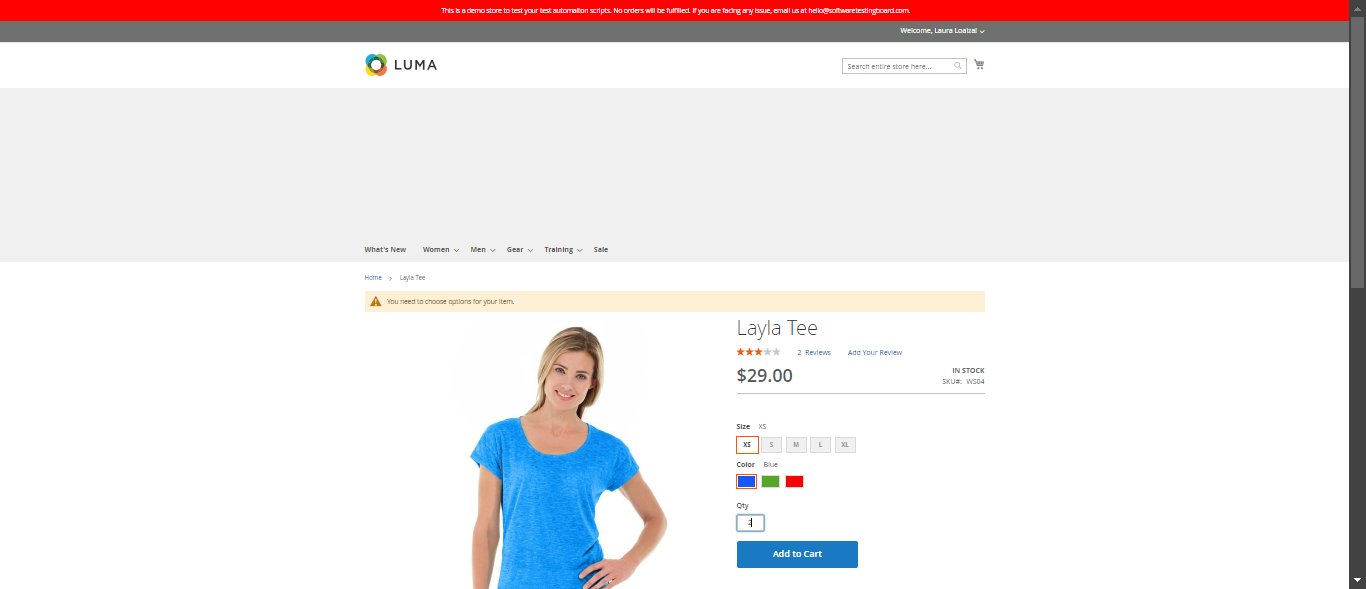 This is a demo store to test your test automaiton scripts. No orders will be fulfilled. If you are facing any issue, email us at hello@softwaretestingboard.com.
Welcome, Laura Loaiza!
LUMA
Search entire store here...
What's New Women Men Gear Training Sale
Home Layla Tee
You need to choose options for your item.
Layla Tee
2 Reviews Add Your Review
$29.00
IN STOCK
SKU#: WS04
Size XS
XS S M L XL
Color Blue
Qty
Add to Cart